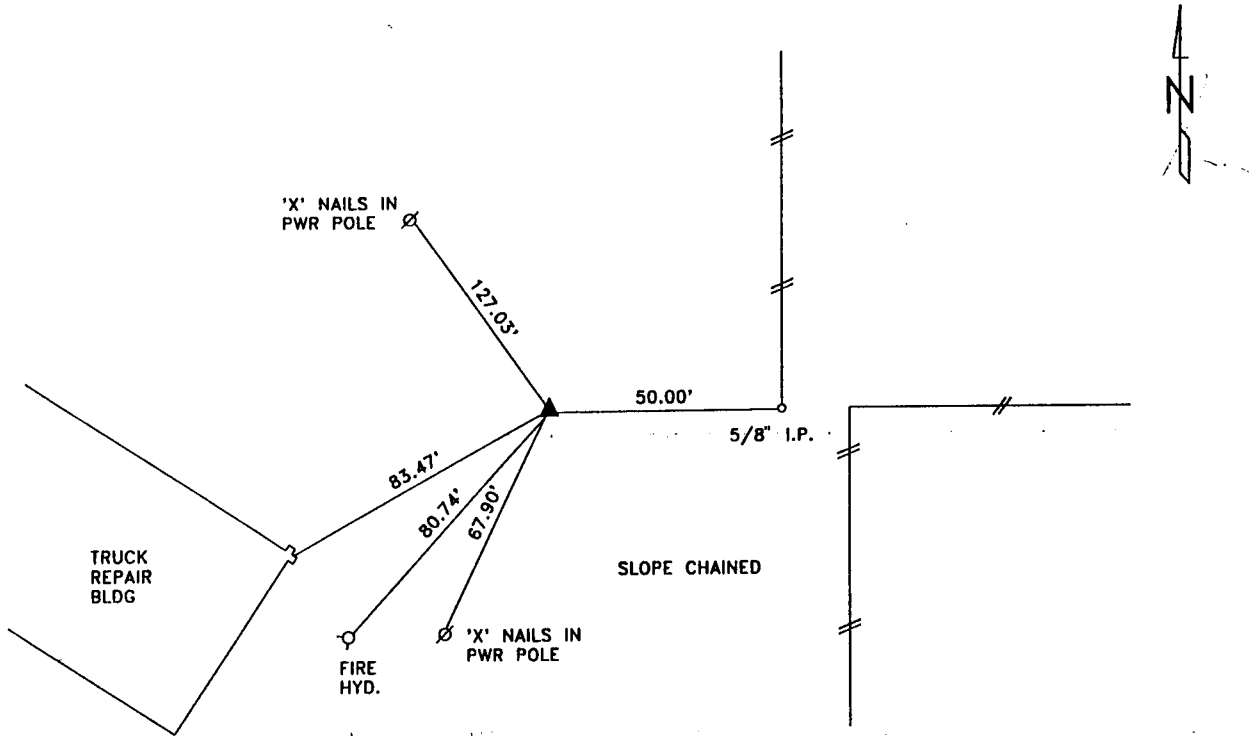 N
'X' NAILS IN
PWR POLE
127.03'
50.00'
5/8" I.P.
83.47'
80.74'
67.90'
TRUCK
REPAIR
BLDG
SLOPE CHAINED
'X' NAILS IN
PWR POLE
FIRE
HYD.